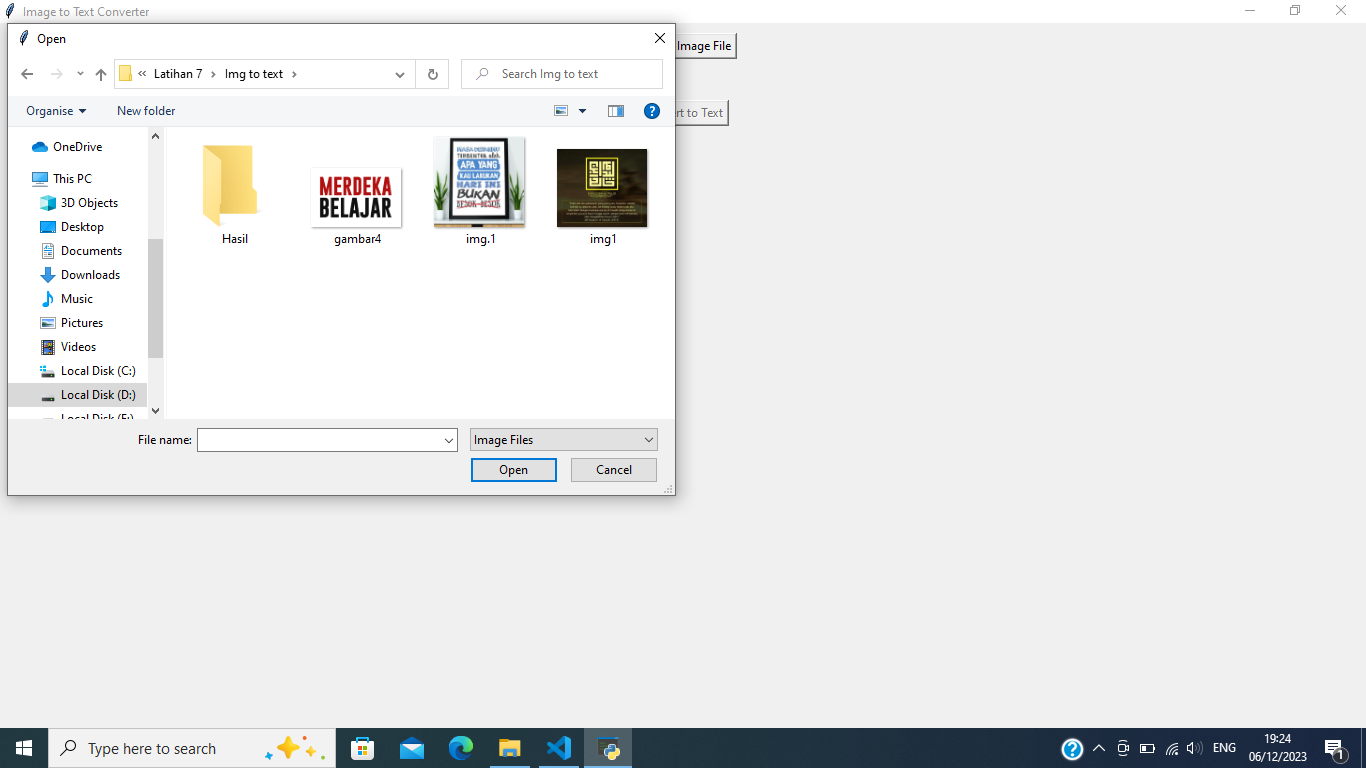 Image to Text Converter
Open
Image File
« Latihan 7 > Img to text >
Search Img to text
Organise
New folder
rt to Text
OneDrive
This PC
3D Objects
Desktop
Documents
Downloads
Music
Pictures
Videos
Local Disk (C:)
Local Disk (D:)
Local Disk (F:)
Hasil
MERDEKA
BELAJAR
gambar4
MASA DEPANMU
TERBENTUK oleh
APA YANG
KAU LAKUKAN
HARI INI
BUKAN
BESOK-BESOK
img.1
img1
File name:
Image Files
Open
Cancel
Type here to search
ENG
19:24
06/12/2023
1